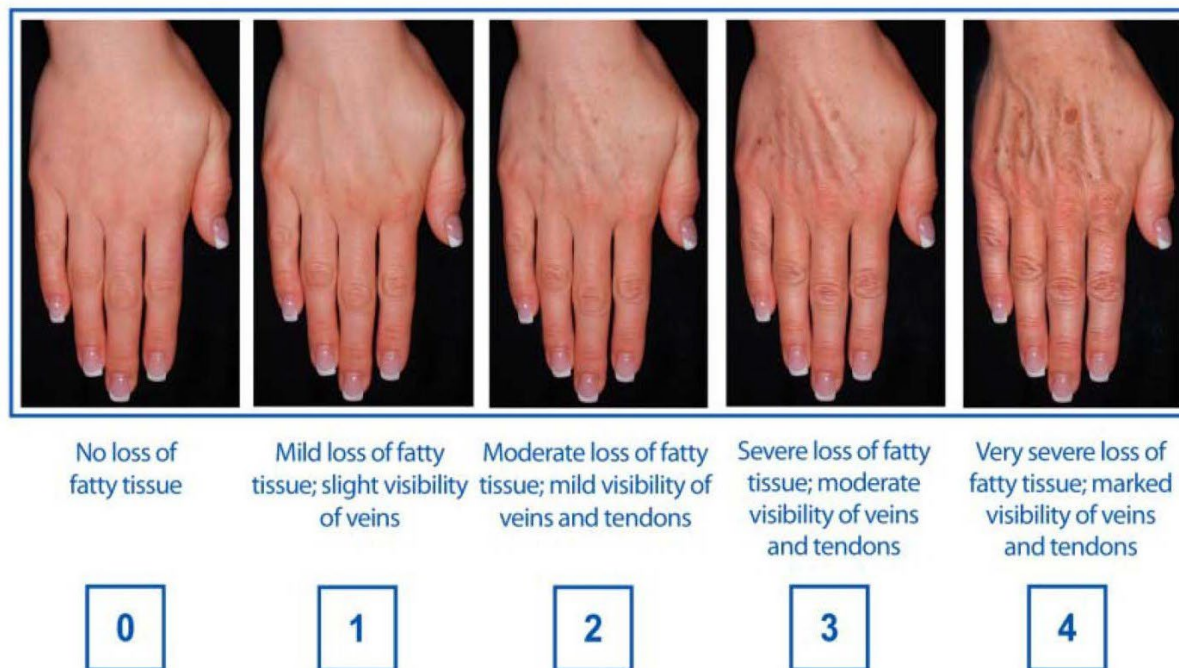 No loss of
fatty tissue
Mild loss of fatty
tissue; slight visibility
of veins
Moderate loss of fatty
tissue; mild visibility of
veins and tendons
Severe loss of fatty
tissue; moderate
visibility of veins
and tendons
Very severe loss of
fatty tissue; marked
visibility of veins
and tendons
0
1
2
3
4